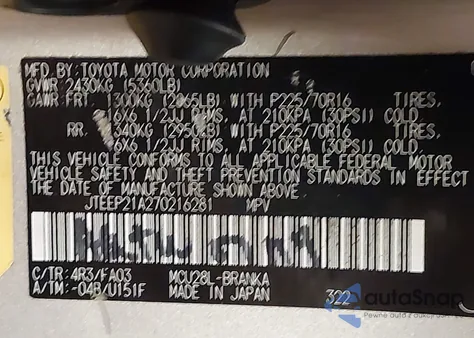 MFD. BY: TOYOTA MOTOR CORPORATION
GVWR 2430KG (5360LB)
GAWR FRT. 1300KG (2865LB) WITH P225/70R16 TIRES,
16X6 1/2JJ RIMS, AT 210KPA (30PSI) COLD
RR. 1340KG (2950LB) WITH P225/70R16 TIRES,
16X6 1/2JJ RIMS, AT 210KPA (30PSI) COLD.
THIS VEHICLE CONFORMS TO ALL APPLICABLE FEDERAL MOTOR
VEHICLE SAFETY AND THEFT PREVENTION STANDARDS IN EFFECT
ON THE DATE OF MANUFACTURE SHOWN ABOVE.
JTEEP21A270216281 MPV
C/TR: 4R3/FA03 MCU28L-BRANKA
A/TM: -04B/U151F MADE IN JAPAN 322
autoSnap